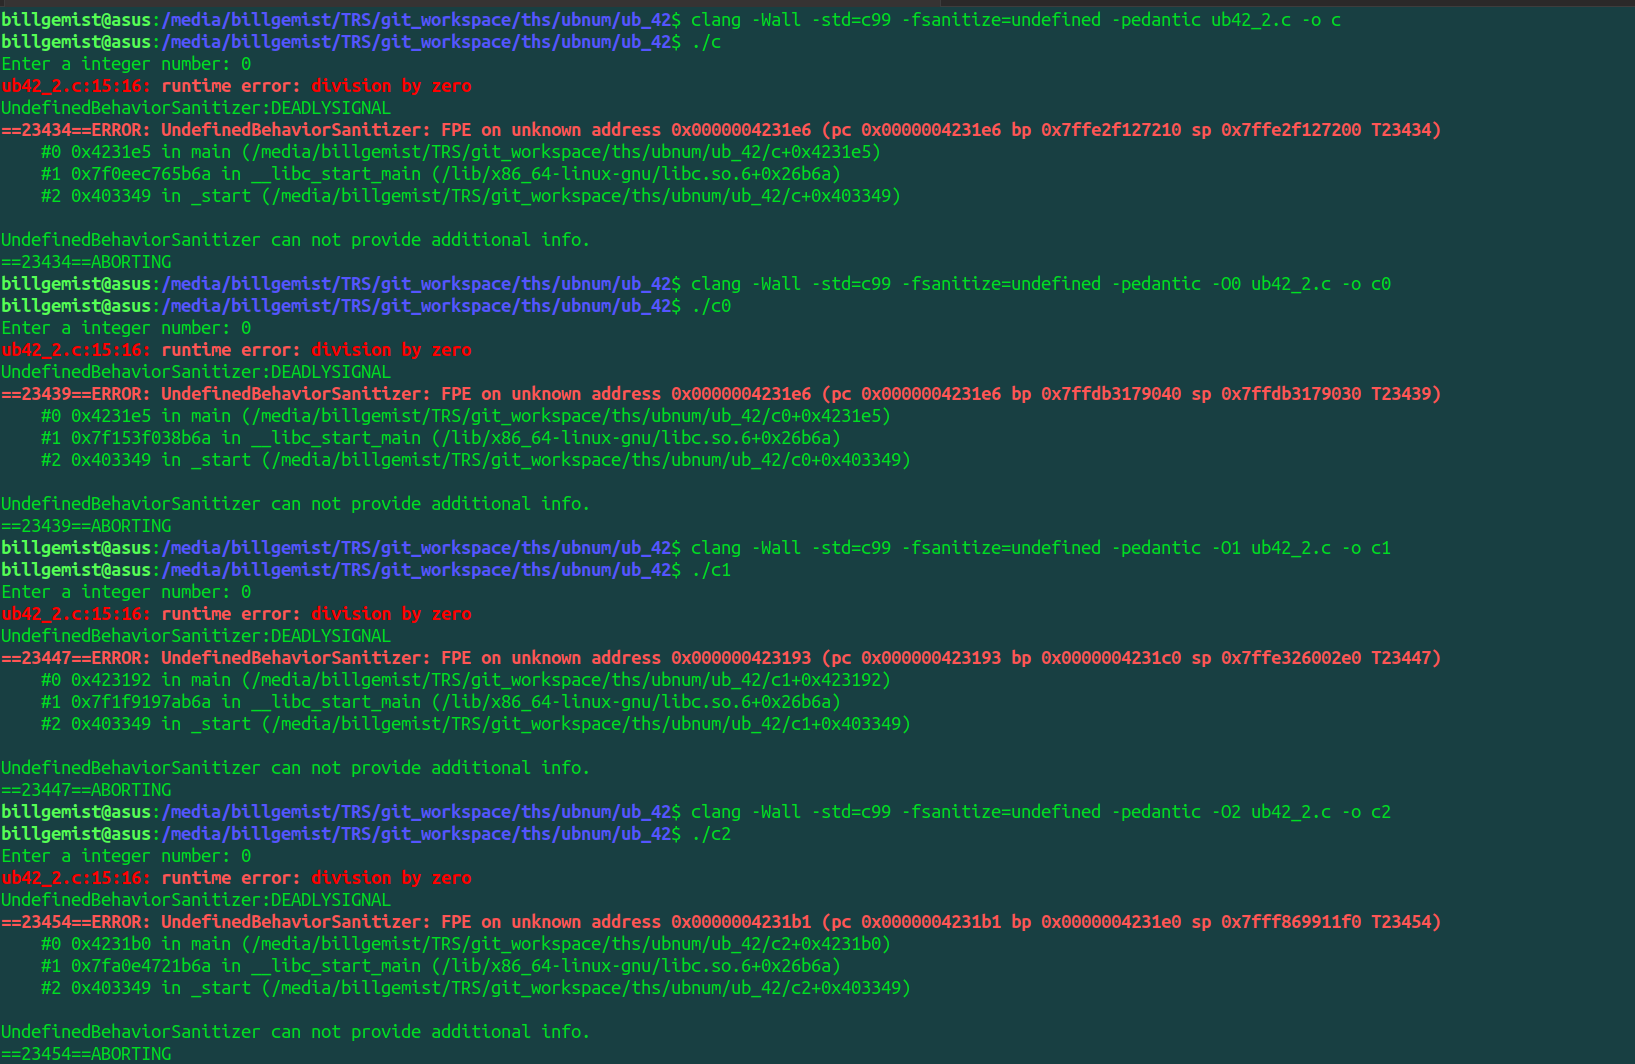 billgemist@asus:/media/billgemist/TRS/git_workspace/ths/ubnum/ub_42$ clang -Wall -std=c99 -fsanitize=undefined -pedantic ub42_2.c -o c
billgemist@asus:/media/billgemist/TRS/git_workspace/ths/ubnum/ub_42$ ./c
Enter a integer number: 0
ub42_2.c:15:16: runtime error: division by zero
UndefinedBehaviorSanitizer:DEADLYSIGNAL
==23434==ERROR: UndefinedBehaviorSanitizer: FPE on unknown address 0x0000004231e6 (pc 0x0000004231e6 bp 0x7ffe2f127210 sp 0x7ffe2f127200 T23434)
    #0 0x4231e5 in main (/media/billgemist/TRS/git_workspace/ths/ubnum/ub_42/c+0x4231e5)
    #1 0x7f0eec765b6a in __libc_start_main (/lib/x86_64-linux-gnu/libc.so.6+0x26b6a)
    #2 0x403349 in _start (/media/billgemist/TRS/git_workspace/ths/ubnum/ub_42/c+0x403349)

UndefinedBehaviorSanitizer can not provide additional info.
==23434==ABORTING
billgemist@asus:/media/billgemist/TRS/git_workspace/ths/ubnum/ub_42$ clang -Wall -std=c99 -fsanitize=undefined -pedantic -O0 ub42_2.c -o c0
billgemist@asus:/media/billgemist/TRS/git_workspace/ths/ubnum/ub_42$ ./c0
Enter a integer number: 0
ub42_2.c:15:16: runtime error: division by zero
UndefinedBehaviorSanitizer:DEADLYSIGNAL
==23439==ERROR: UndefinedBehaviorSanitizer: FPE on unknown address 0x0000004231e6 (pc 0x0000004231e6 bp 0x7ffdb3179040 sp 0x7ffdb3179030 T23439)
    #0 0x4231e5 in main (/media/billgemist/TRS/git_workspace/ths/ubnum/ub_42/c0+0x4231e5)
    #1 0x7f153f038b6a in __libc_start_main (/lib/x86_64-linux-gnu/libc.so.6+0x26b6a)
    #2 0x403349 in _start (/media/billgemist/TRS/git_workspace/ths/ubnum/ub_42/c0+0x403349)

UndefinedBehaviorSanitizer can not provide additional info.
==23439==ABORTING
billgemist@asus:/media/billgemist/TRS/git_workspace/ths/ubnum/ub_42$ clang -Wall -std=c99 -fsanitize=undefined -pedantic -O1 ub42_2.c -o c1
billgemist@asus:/media/billgemist/TRS/git_workspace/ths/ubnum/ub_42$ ./c1
Enter a integer number: 0
ub42_2.c:15:16: runtime error: division by zero
UndefinedBehaviorSanitizer:DEADLYSIGNAL
==23447==ERROR: UndefinedBehaviorSanitizer: FPE on unknown address 0x000000423193 (pc 0x000000423193 bp 0x0000004231c0 sp 0x7ffe326002e0 T23447)
    #0 0x423192 in main (/media/billgemist/TRS/git_workspace/ths/ubnum/ub_42/c1+0x423192)
    #1 0x7f1f9197ab6a in __libc_start_main (/lib/x86_64-linux-gnu/libc.so.6+0x26b6a)
    #2 0x403349 in _start (/media/billgemist/TRS/git_workspace/ths/ubnum/ub_42/c1+0x403349)

UndefinedBehaviorSanitizer can not provide additional info.
==23447==ABORTING
billgemist@asus:/media/billgemist/TRS/git_workspace/ths/ubnum/ub_42$ clang -Wall -std=c99 -fsanitize=undefined -pedantic -O2 ub42_2.c -o c2
billgemist@asus:/media/billgemist/TRS/git_workspace/ths/ubnum/ub_42$ ./c2
Enter a integer number: 0
ub42_2.c:15:16: runtime error: division by zero
UndefinedBehaviorSanitizer:DEADLYSIGNAL
==23454==ERROR: UndefinedBehaviorSanitizer: FPE on unknown address 0x0000004231b1 (pc 0x0000004231b1 bp 0x0000004231e0 sp 0x7fff869911f0 T23454)
    #0 0x4231b0 in main (/media/billgemist/TRS/git_workspace/ths/ubnum/ub_42/c2+0x4231b0)
    #1 0x7fa0e4721b6a in __libc_start_main (/lib/x86_64-linux-gnu/libc.so.6+0x26b6a)
    #2 0x403349 in _start (/media/billgemist/TRS/git_workspace/ths/ubnum/ub_42/c2+0x403349)

UndefinedBehaviorSanitizer can not provide additional info.
==23454==ABORTING